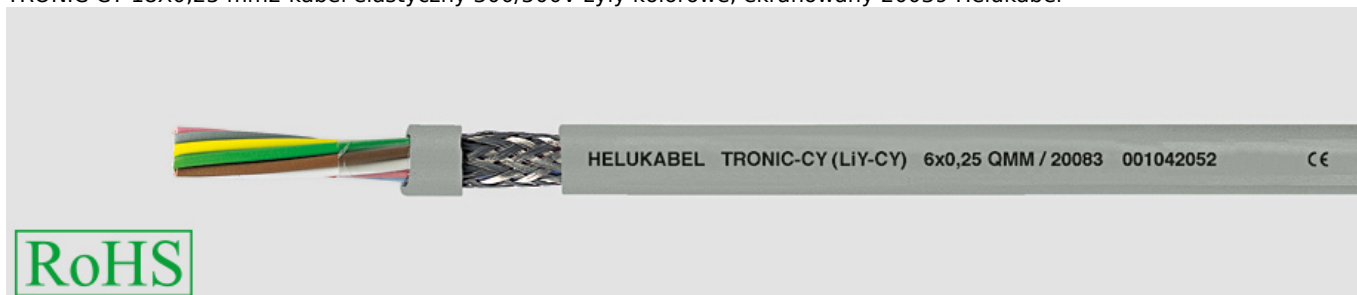 HELUKABEL TRONIC-CY (LiY-CY) 6x0,25 QMM / 20083 001042052 CE
RoHS